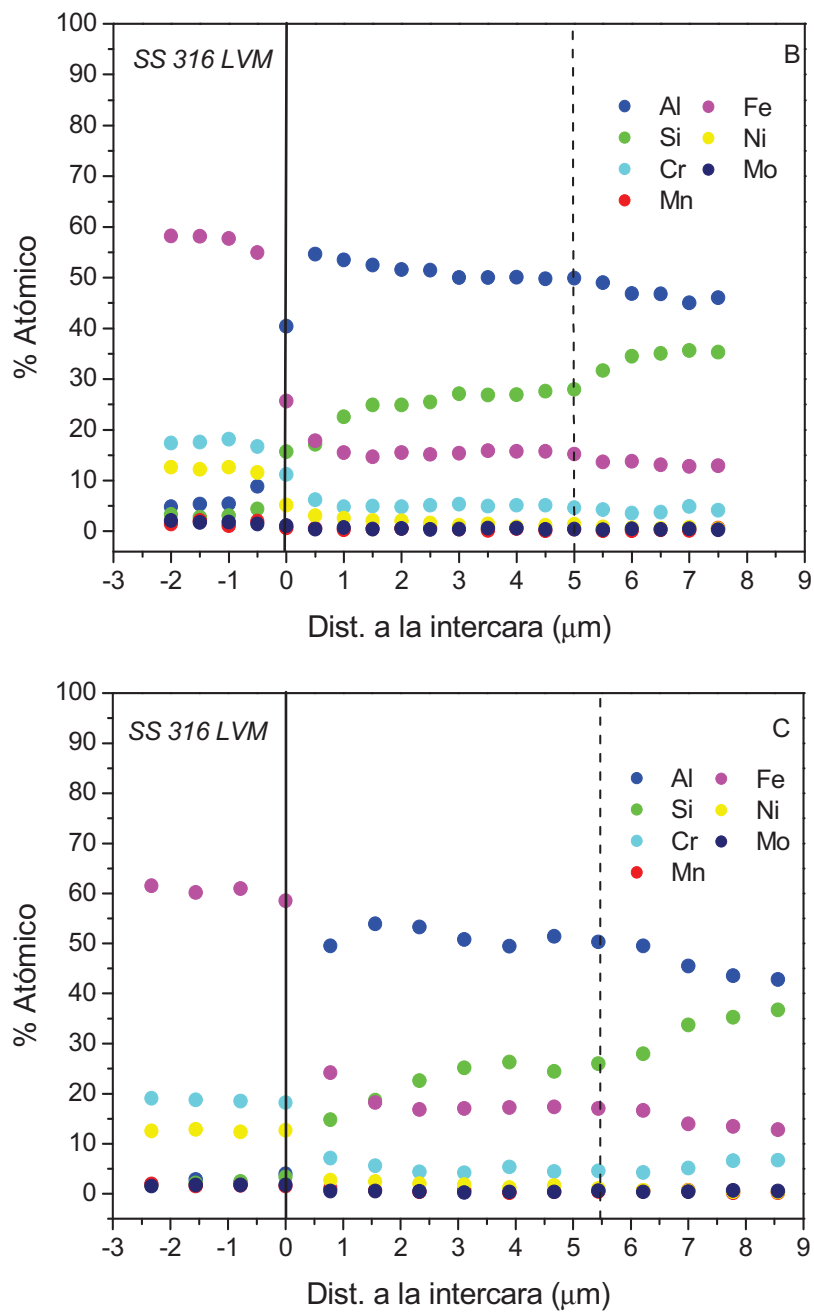 100
90
80
70
60
50
40
30
20
10
0
% Atómico
SS 316 LVM
B
Al Fe
Si Ni
Cr Mo
Mn
-3 -2 -1 0 1 2 3 4 5 6 7 8 9
Dist. a la intercara (μm)
100
90
80
70
60
50
40
30
20
10
0
% Atómico
SS 316 LVM
C
Al Fe
Si Ni
Cr Mo
Mn
-3 -2 -1 0 1 2 3 4 5 6 7 8 9
Dist. a la intercara (μm)